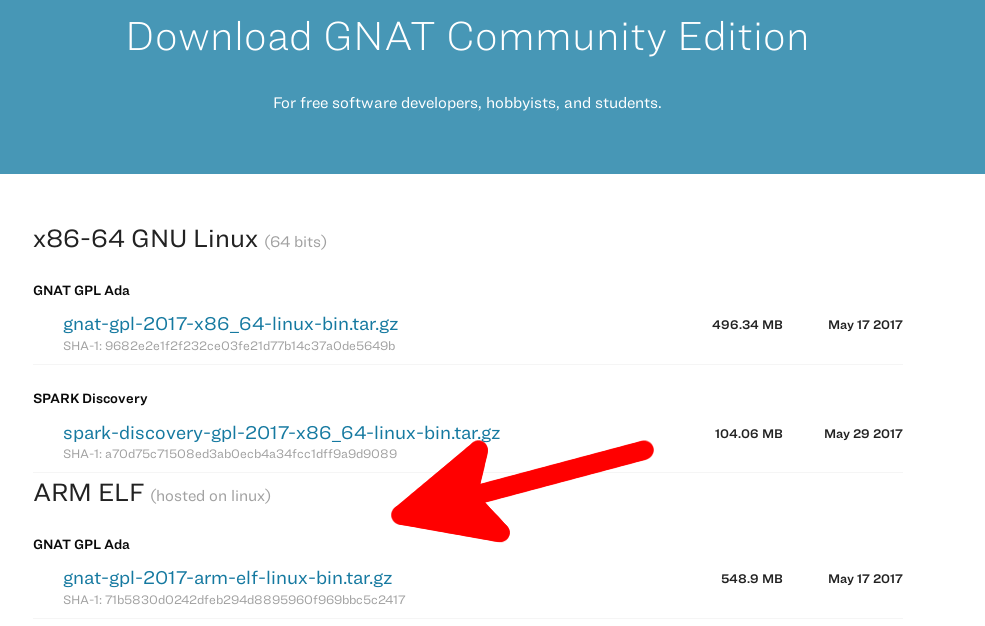 Download GNAT Community Edition
For free software developers, hobbyists, and students.
x86-64 GNU Linux (64 bits)
GNAT GPL Ada
gnat-gpl-2017-x86_64-linux-bin.tar.gz 496.34 MB May 17 2017
SHA-1: 9682e2e1f2f232ce03fe21d77b14c37a0de5649b
SPARK Discovery
spark-discovery-gpl-2017-x86_64-linux-bin.tar.gz 104.06 MB May 29 2017
SHA-1: a70d75c71508ed3ab0ecb4a34fcc1dff9a9d9089
ARM ELF (hosted on linux)
GNAT GPL Ada
gnat-gpl-2017-arm-elf-linux-bin.tar.gz 548.9 MB May 17 2017
SHA-1: 71b5830d0242dfeb294d8895960f969bbc5c2417